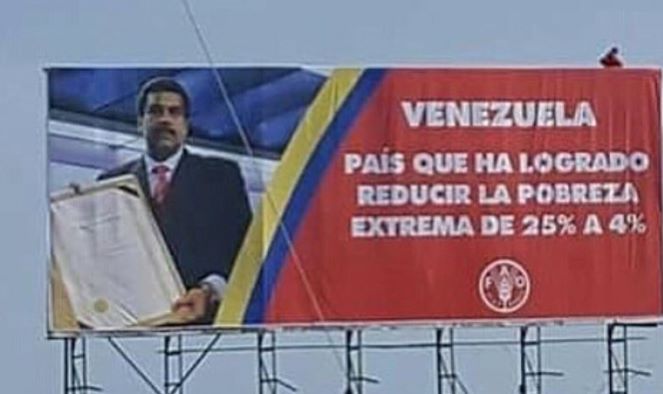 VENEZUELA
PAÍS QUE HA LOGRADO
REDUCIR LA POBREZA
EXTREMA DE 25% A 4%
FAO